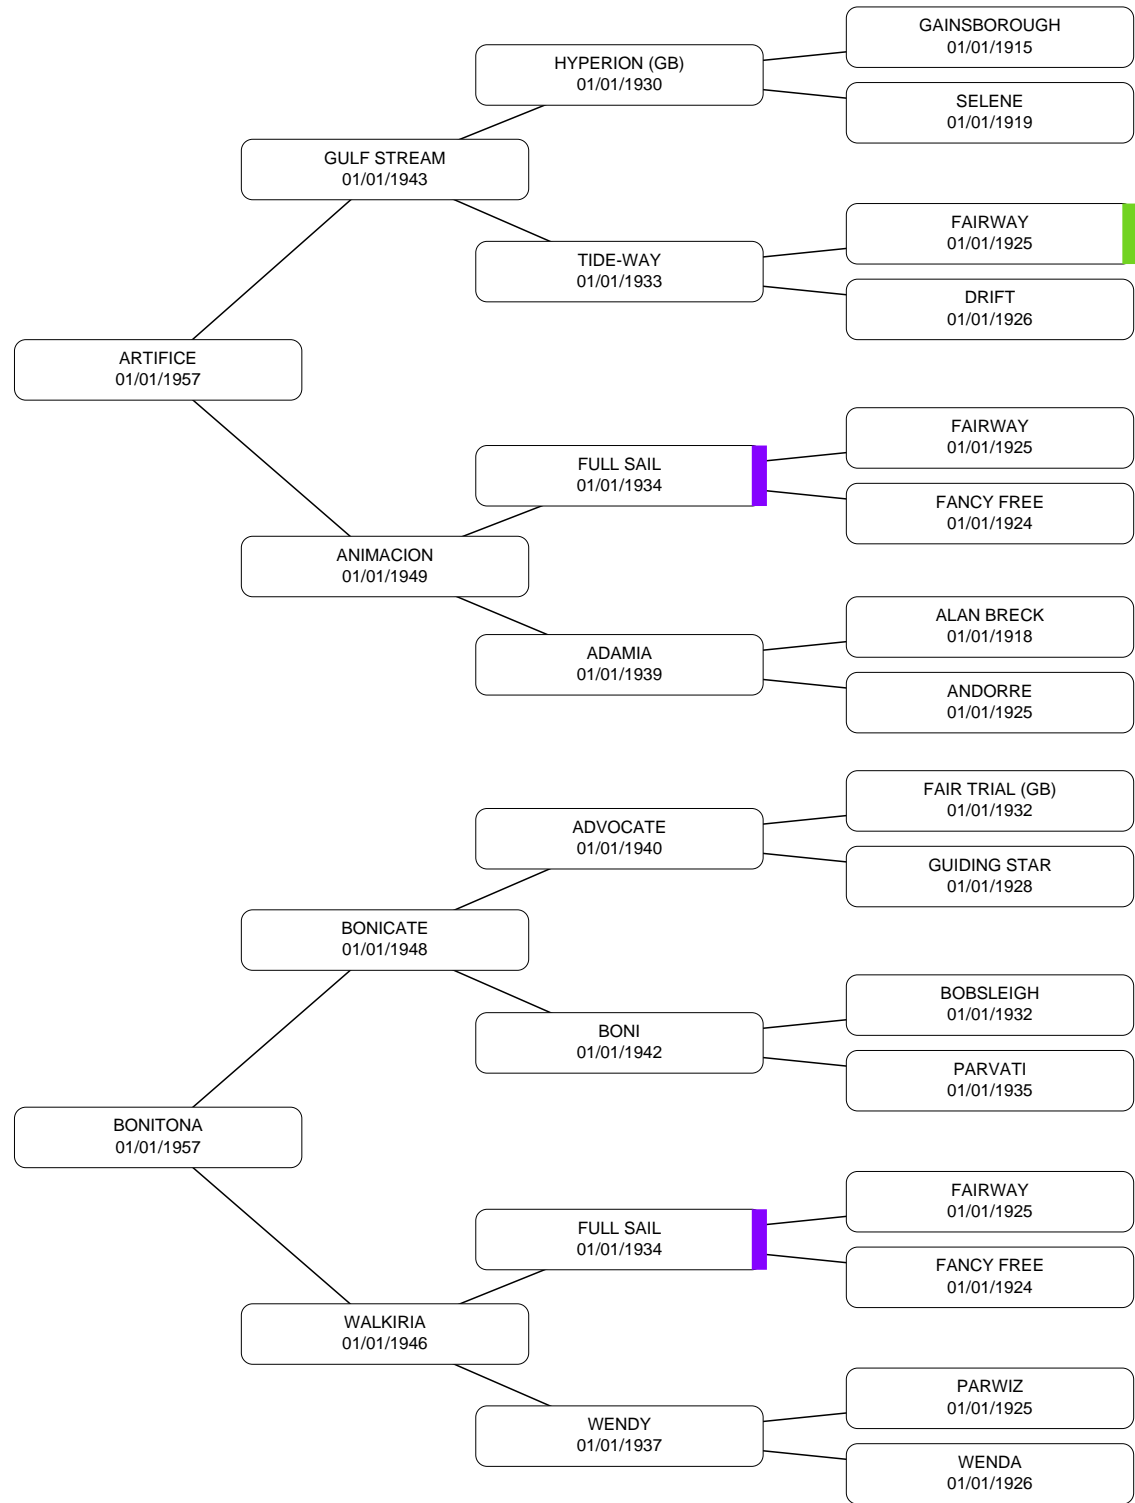 GAINSBOROUGH
01/01/1915
HYPERION (GB)
01/01/1930
SELENE
01/01/1919
GULF STREAM
01/01/1943
FAIRWAY
01/01/1925
TIDE-WAY
01/01/1933
DRIFT
01/01/1926
ARTIFICE
01/01/1957
FAIRWAY
01/01/1925
FULL SAIL
01/01/1934
FANCY FREE
01/01/1924
ANIMACION
01/01/1949
ALAN BRECK
01/01/1918
ADAMIA
01/01/1939
ANDORRE
01/01/1925
FAIR TRIAL (GB)
01/01/1932
ADVOCATE
01/01/1940
GUIDING STAR
01/01/1928
BONICATE
01/01/1948
BOBSLEIGH
01/01/1932
BONI
01/01/1942
PARVATI
01/01/1935
BONITONA
01/01/1957
FAIRWAY
01/01/1925
FULL SAIL
01/01/1934
FANCY FREE
01/01/1924
WALKIRIA
01/01/1946
PARWIZ
01/01/1925
WENDY
01/01/1937
WENDA
01/01/1926